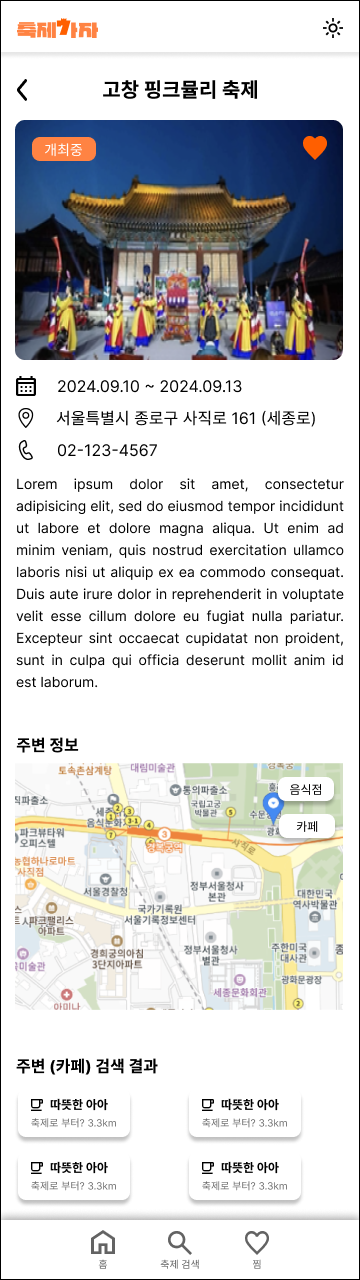 축제가자
고창 핑크뮬리 축제
개최중
2024.09.10 ~ 2024.09.13
서울특별시 종로구 사직로 161 (세종로)
02-123-4567
Lorem ipsum dolor sit amet, consectetur
adipisicing elit, sed do eiusmod tempor incididunt
ut labore et dolore magna aliqua. Ut enim ad
minim veniam, quis nostrud exercitation ullamco
laboris nisi ut aliquip ex ea commodo consequat.
Duis aute irure dolor in reprehenderit in voluptate
velit esse cillum dolore eu fugiat nulla pariatur.
Excepteur sint occaecat cupidatat non proident,
sunt in culpa qui officia deserunt mollit anim id
est laborum.
주변 정보
토속촌삼계탕
대림미술관
음식점
통의파출소
지파출소
국립고궁
박물관
카페
파크뷰타워
오피스텔
경복궁역
사직로
농협하나로마트
사직점
서울경찰청
정부서울청사
본관
대한민국
역사박물관
국가기록원
서울기록정보센터
파크팰리스
아파트
경희궁의아침
3단지아파트
정부서울청사
별관
주한미국
대사관
미술관
세종문화회관
광화문광장
아미나
주변 (카페) 검색 결과
따뜻한 아아
축제로 부터? 3.3km
따뜻한 아아
축제로 부터? 3.3km
따뜻한 아아
축제로 부터? 3.3km
따뜻한 아아
축제로 부터? 3.3km
홈
축제 검색
찜